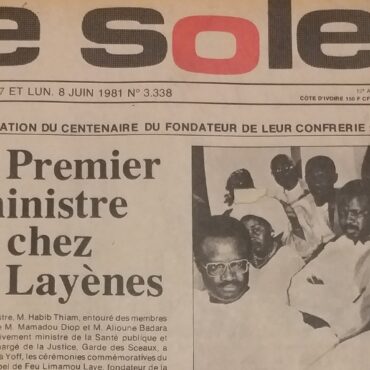 e sole
7 ET LUN. 8 JUIN 1981 N° 3.338
CÔTE D'IVOIRE 150 F CF
ATION DU CENTENAIRE DU FONDATEUR DE LEUR CONFRERIE
Premier
ministre
chez
Layènes
stre, M. Habib Thiam, entouré des membres
e M. Mamadou Diop et M. Alioune Badara
ivement ministre de la Santé publique et
hargé de la Justice, Garde des Sceaux, a
s Yoff, les cérémonies commémoratives du
pel de Feu Limamou Laye, fondateur de la